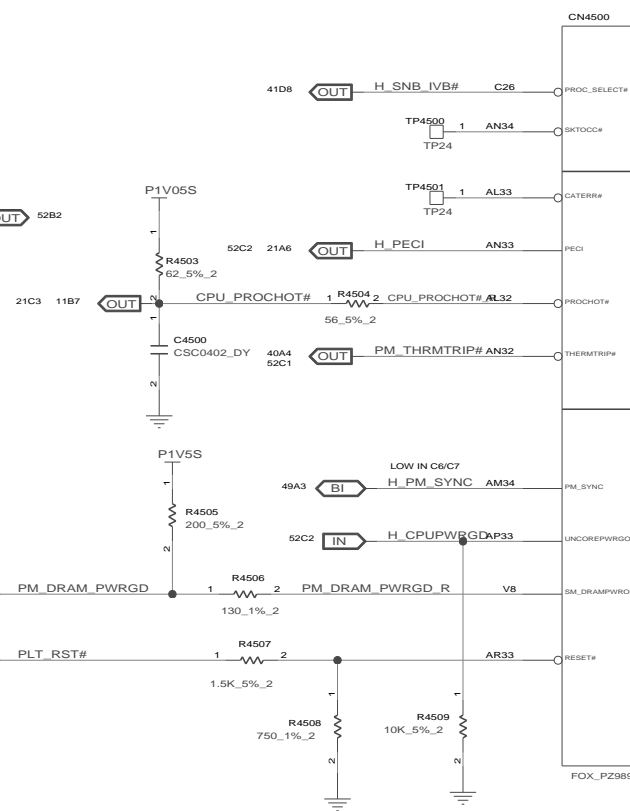 CN4500
41D8 OUT H_SNB_IVB# C26 PROC_SELECT#
TP4500 1 AN34 SKTOCC#
TP24
P1V05S
TP4501 1 AL33 CATERR#
TP24
52B2
1
R4503
62_5%_2
2
52C2 21A6 OUT H_PECI AN33 PECI
21C3 11B7 OUT CPU_PROCHOT# 1 R4504 2 AL32 PROCHOT#
56_5%_2
1
C4500
CSC0402_DY
2
40A4
52C1
OUT PM_THRMTRIP# AN32 THERMTRIP#
P1V5S
LOW IN C6/C7
49A3 BI H_PM_SYNC AM34 PM_SYNC
1
R4505
200_5%_2
2
52C2 IN H_CPUPWRGD AP33 UNCOREPWRGO
PM_DRAM_PWRGD 1 R4506 2 PM_DRAM_PWRGD_R V8 SM_DRAMPWRO
130_1%_2
PLT_RST# 1 R4507 2 AR33 RESET#
1.5K_5%_2
1
R4508
750_1%_2
2
1
R4509
10K_5%_2
2
FOX_PZ989